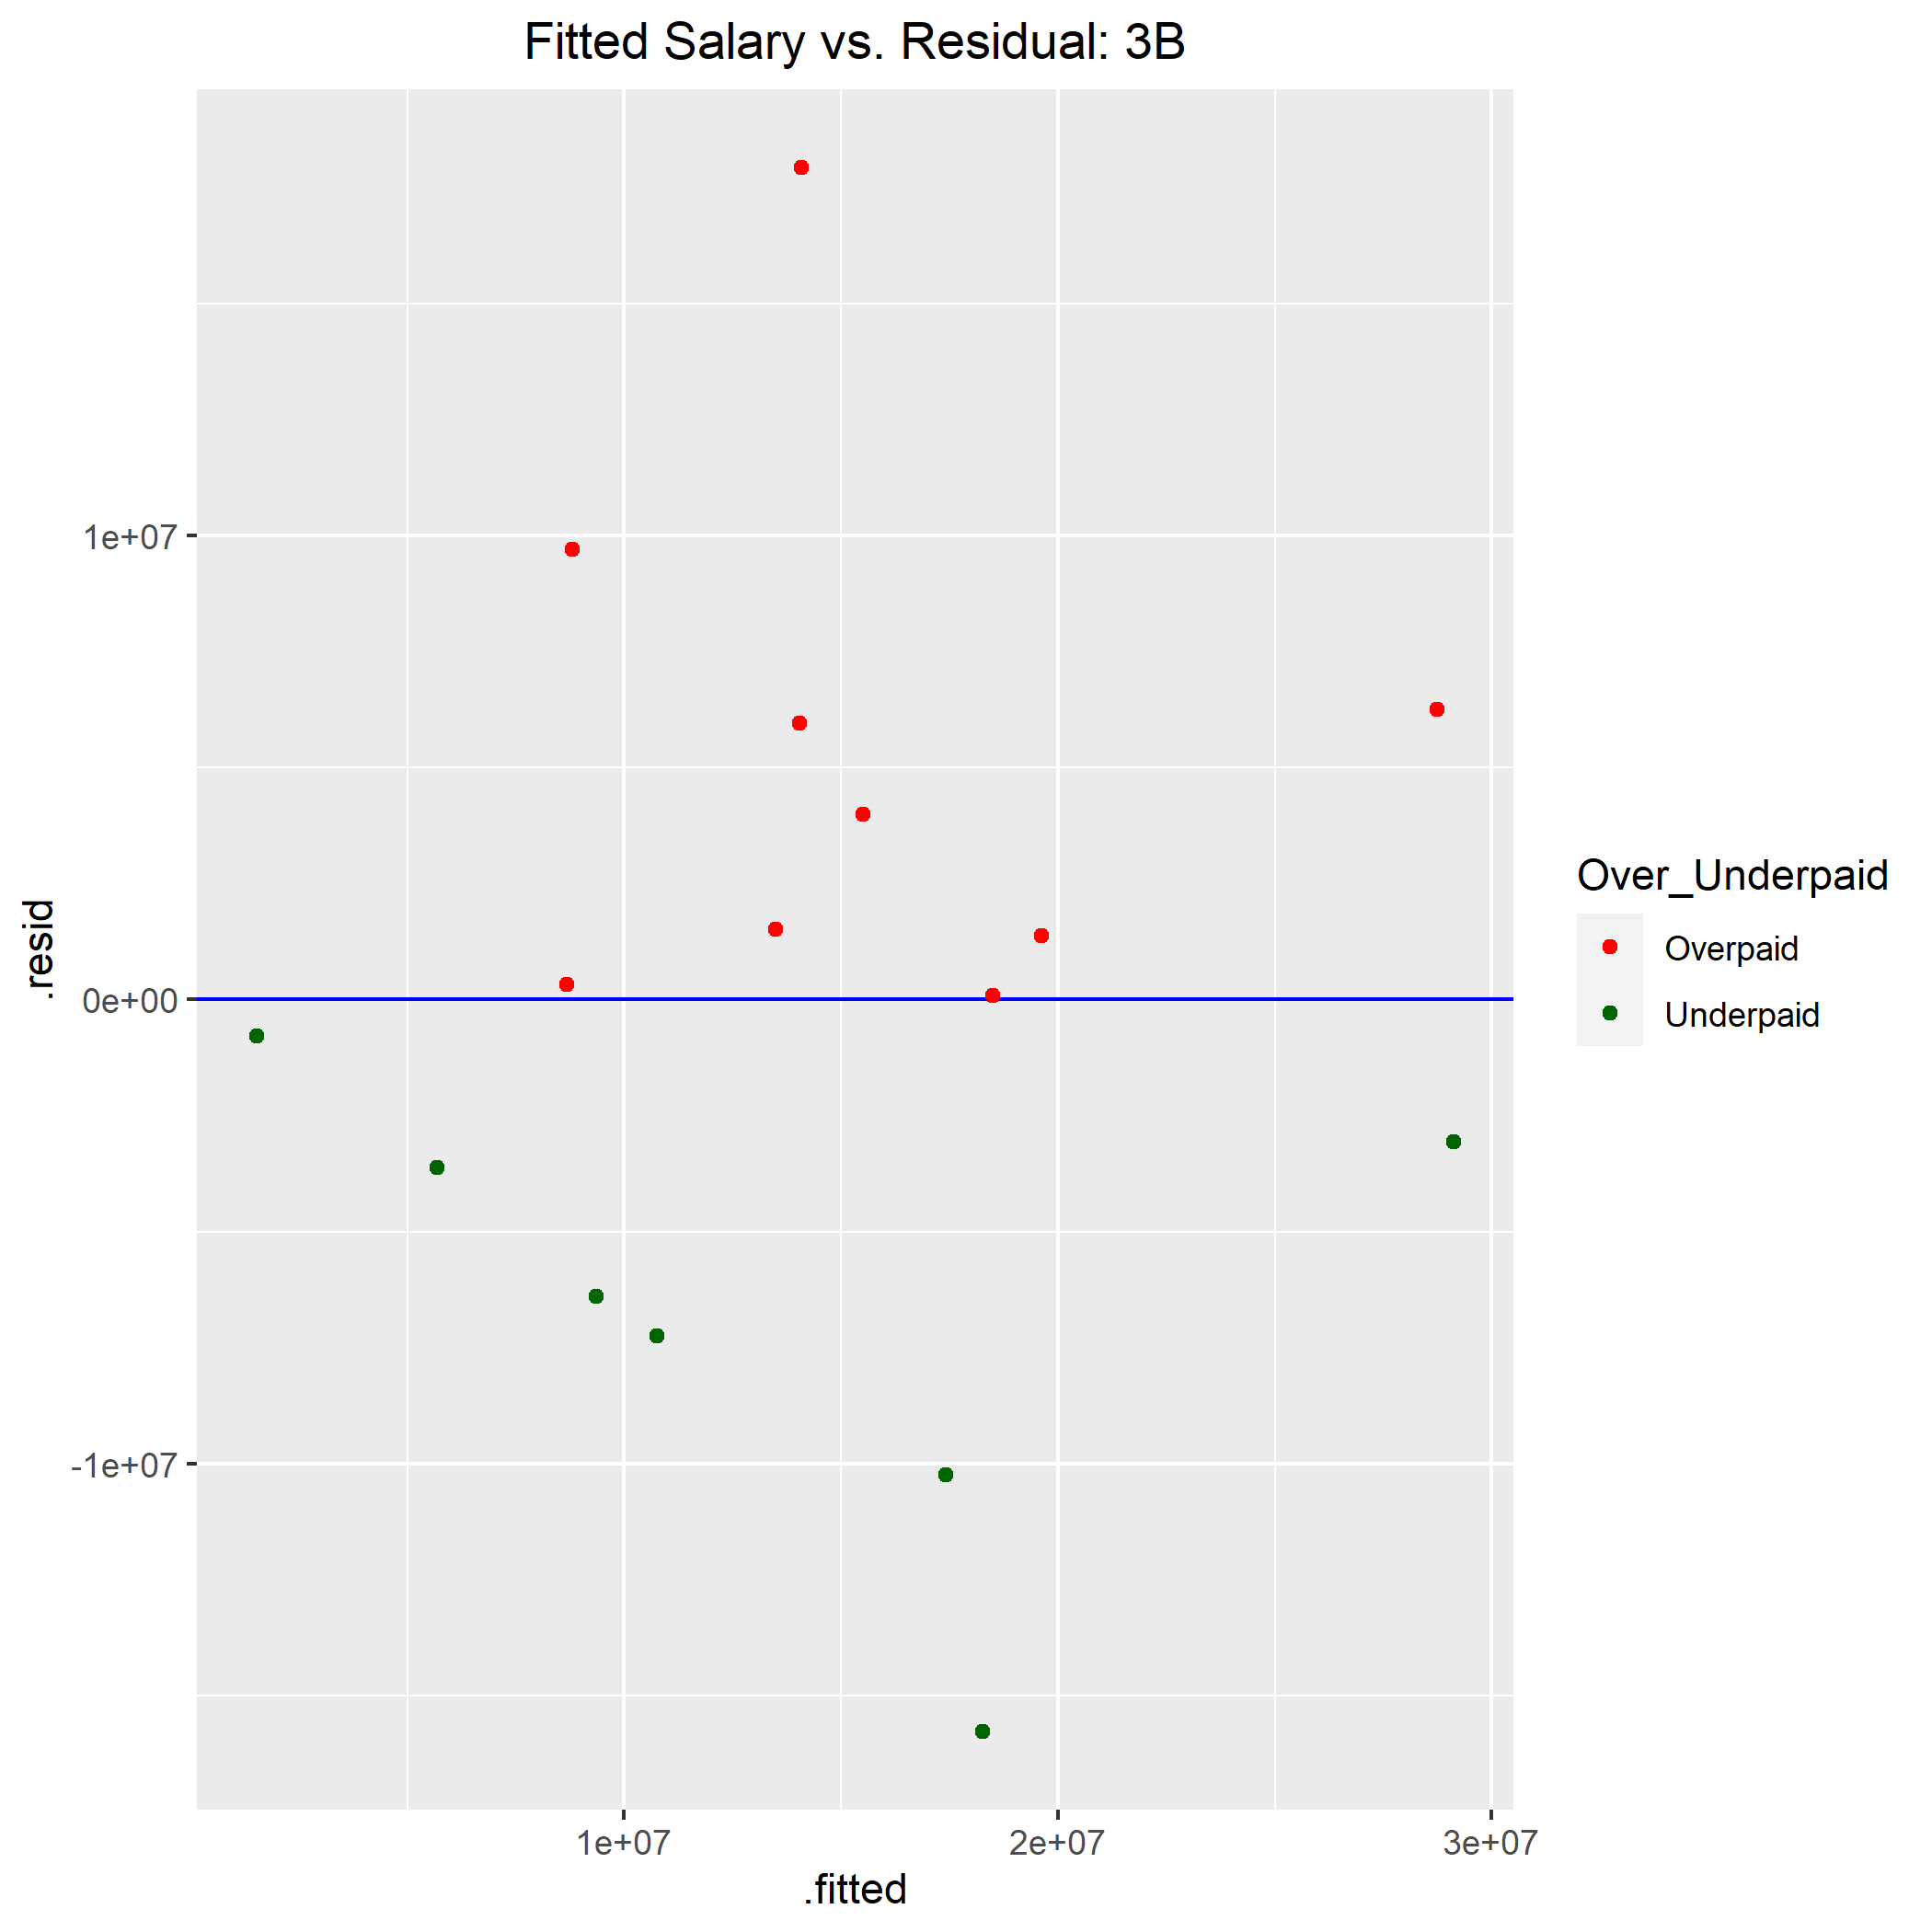 Fitted Salary vs. Residual: 3B
.resid
1e+07
0e+00
-1e+07
1e+07
2e+07
3e+07
.fitted
Over_Underpaid
Overpaid
Underpaid